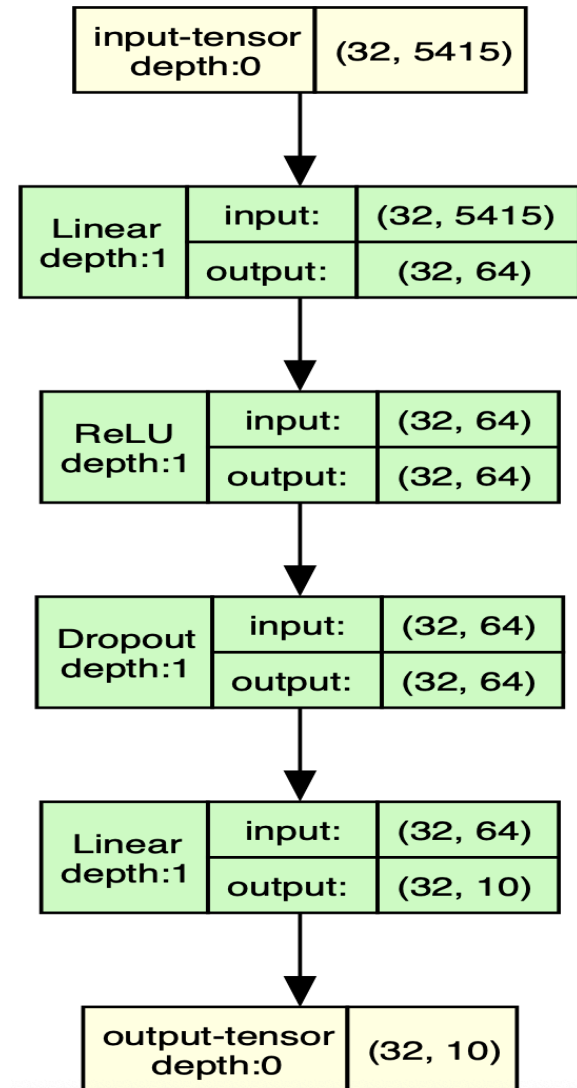 input-tensor
depth:0
(32, 5415)
Linear
depth:1
input:
(32, 5415)
output:
(32, 64)
ReLU
depth:1
input:
(32, 64)
output:
(32, 64)
Dropout
depth:1
input:
(32, 64)
output:
(32, 64)
Linear
depth:1
input:
(32, 64)
output:
(32, 10)
output-tensor
depth:0
(32, 10)